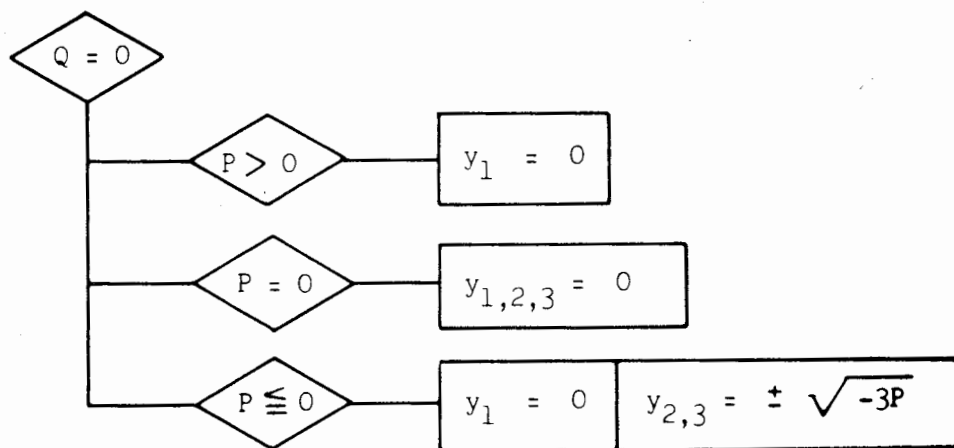 Q = 0
P > 0
y₁ = 0
P = 0
y₁,₂,₃ = 0
P ≦ 0
y₁ = 0
y₂,₃ = ± √-3P